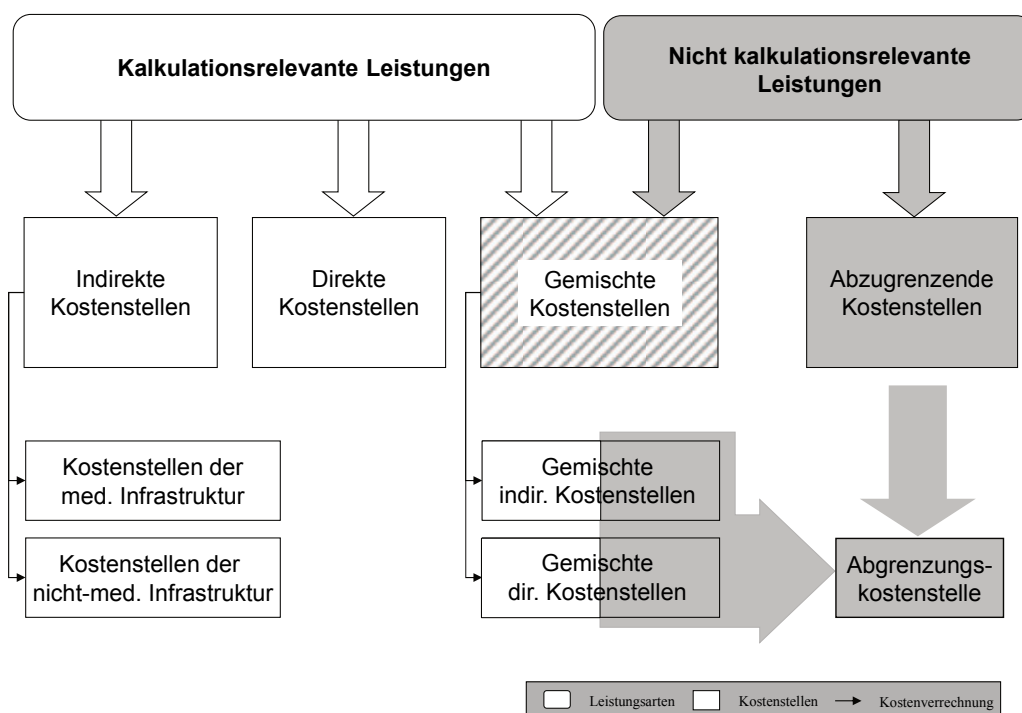 Kalkulationsrelevante Leistungen
Nicht kalkulationsrelevante
Leistungen
Indirekte
Kostenstellen
Direkte
Kostenstellen
Gemischte
Kostenstellen
Abzugrenzende
Kostenstellen
Kostenstellen der
med. Infrastruktur
Gemischte
indir. Kostenstellen
Kostenstellen der
nicht-med. Infrastruktur
Gemischte
dir. Kostenstellen
Abgrenzungs-
kostenstelle
Leistungsarten
Kostenstellen
Kostenverrechnung